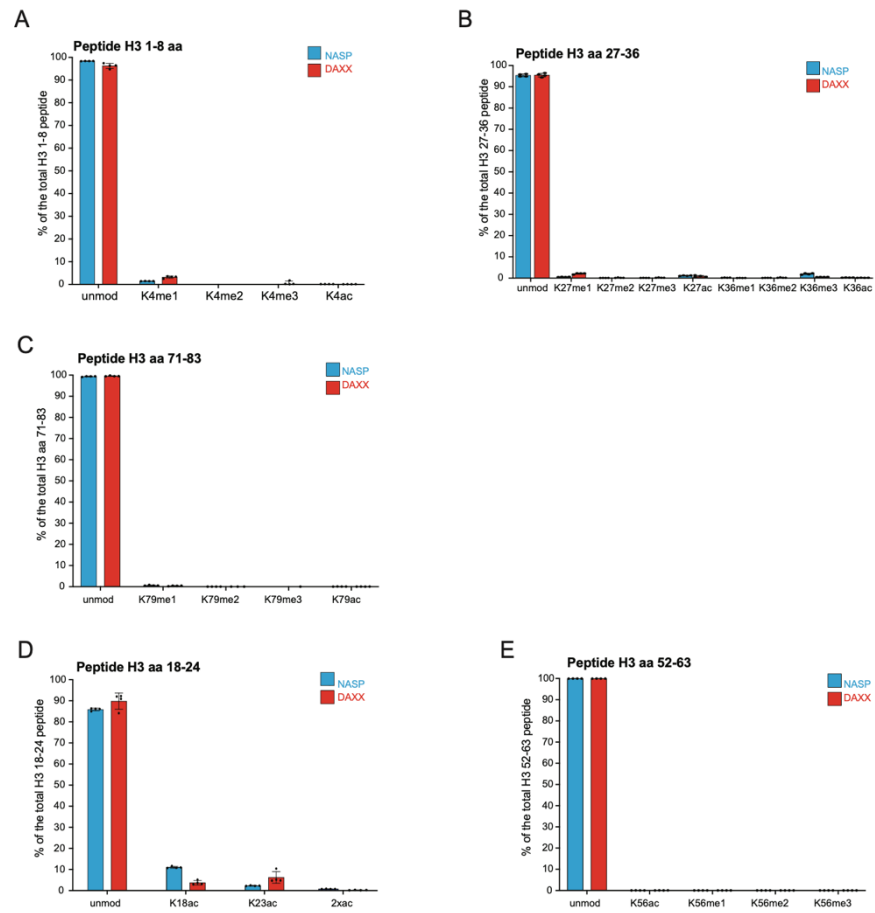 A
Peptide H3 1-8 aa
NASP
DAXX
% of the total H3 1-8 peptide
100
90
80
70
60
50
40
30
20
10
0
unmod K4me1 K4me2 K4me3 K4ac
B
Peptide H3 aa 27-36
NASP
DAXX
% of the total H3 27-36 peptide
100
90
80
70
60
50
40
30
20
10
0
unmod K27me1 K27me2 K27me3 K27ac K36me1 K36me2 K36me3 K36ac
C
Peptide H3 aa 71-83
NASP
DAXX
% of the total H3 aa 71-83
100
90
80
70
60
50
40
30
20
10
0
unmod K79me1 K79me2 K79me3 K79ac
D
Peptide H3 aa 18-24
NASP
DAXX
% of the total H3 18-24 peptide
100
90
80
70
60
50
40
30
20
10
0
unmod K18ac K23ac 2xac
E
Peptide H3 aa 52-63
NASP
DAXX
% of the total H3 52-63 peptide
100
90
80
70
60
50
40
30
20
10
0
unmod K56ac K56me1 K56me2 K56me3